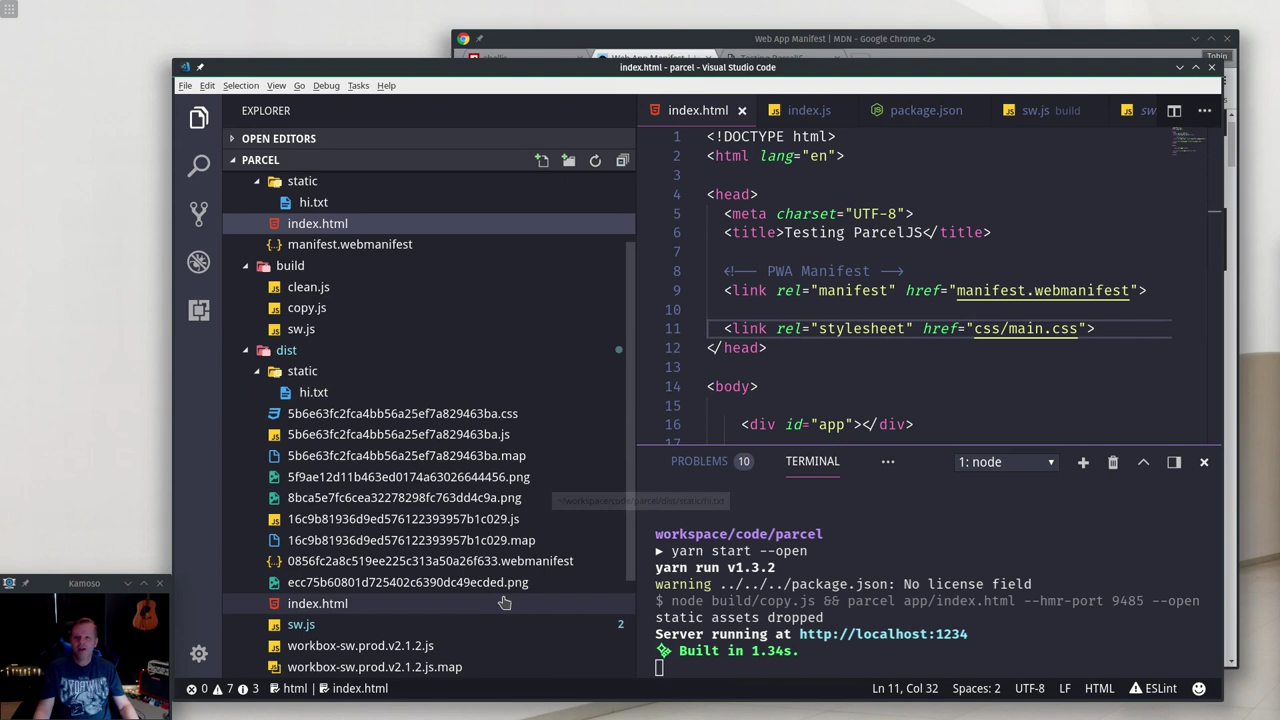 Web App Manifest | MDN - Google Chrome <2>
Tobin
index.html - parcel - Visual Studio Code
File Edit Selection View Go Debug Tasks Help
EXPLORER
OPEN EDITORS
PARCEL
static
hi.txt
index.html
manifest.webmanifest
build
clean.js
copy.js
sw.js
dist
static
hi.txt
5b6e63fc2fca4bb56a25ef7a829463ba.css
5b6e63fc2fca4bb56a25ef7a829463ba.js
5b6e63fc2fca4bb56a25ef7a829463ba.map
5f9ae12d11b463ed0174a63026644456.png
8bca5e7fc6cea32278298fc763dd4c9a.png
16c9b81936d9ed576122393957b1c029.js
16c9b81936d9ed576122393957b1c029.map
0856fc2a8c519ee225c313a50a26f633.webmanifest
ecc75b60801d725402c6390dc49ecded.png
index.html
sw.js 2
workbox-sw.prod.v2.1.2.js
workbox-sw.prod.v2.1.2.js.map
index.html index.js package.json sw.js build sw
1 <!DOCTYPE html>
2 <html lang="en">
3
4 <head>
5 <meta charset="UTF-8">
6 <title>Testing ParcelJS</title>
7
8 <!-- PWA Manifest -->
9 <link rel="manifest" href="manifest.webmanifest">
10
11 <link rel="stylesheet" href="css/main.css">
12 </head>
13
14 <body>
15
16 <div id="app"></div>
17
PROBLEMS 10 TERMINAL ••• 1: node
~/workspace/code/parcel/dist/static/hi.txt
workspace/code/parcel
► yarn start --open
yarn run v1.3.2
warning ../../../package.json: No license field
$ node build/copy.js && parcel app/index.html --hmr-port 9485 --open
static assets dropped
Server running at http://localhost:1234
Built in 1.34s.
Kamoso
0 7 3 html | index.html Ln 11, Col 32 Spaces: 2 UTF-8 LF HTML ESLint